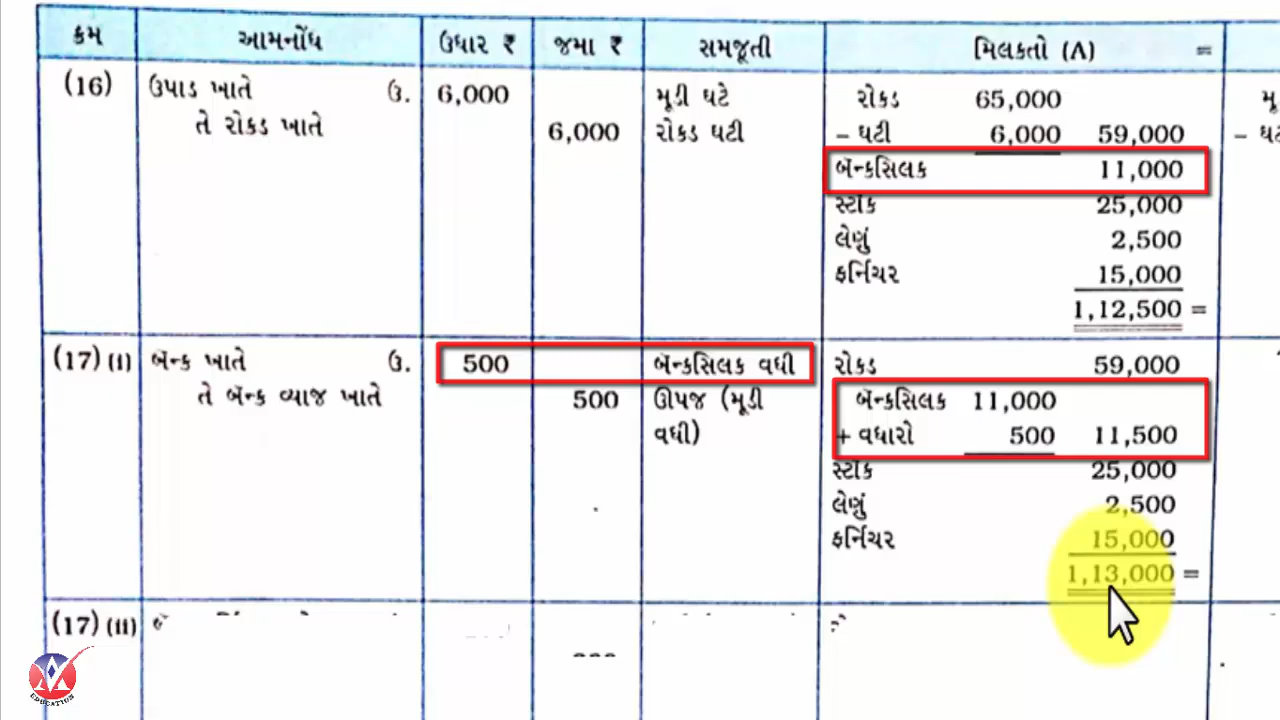 ક્રમ આમનોંધ ઉધાર ₹ જમા ₹ સમજૂતી મિલકતો (A) =
(16) ઉપાડ ખાતે ઉ. 6,000 મૂડી ઘટે રોકડ 65,000
તે રોકડ ખાતે 6,000 રોકડ ઘટી – ઘટી 6,000 59,000
બૅન્કસિલક 11,000
સ્ટૉક 25,000
લેણું 2,500
ફર્નિચર 15,000
1,12,500 =
(17) (i) બૅન્ક ખાતે ઉ. 500 બૅન્કસિલક વધી રોકડ 59,000
તે બૅન્ક વ્યાજ ખાતે 500 ઊપજ (મૂડી બૅન્કસિલક 11,000
વધી) + વધારો 500 11,500
સ્ટૉક 25,000
લેણું 2,500
ફર્નિચર 15,000
1,13,000 =
(17) (ii)
EDUCATION